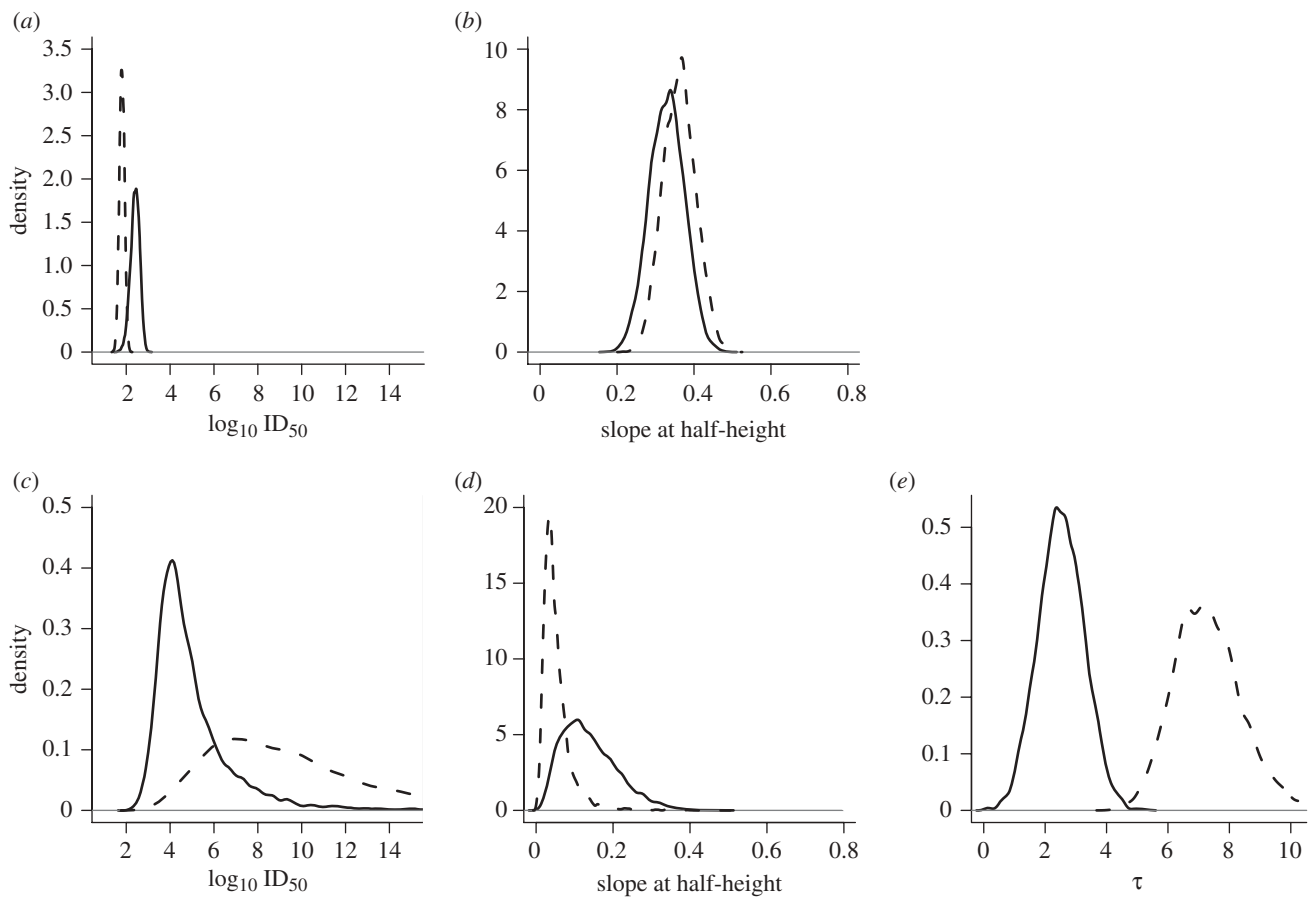 (a)
(b)
3.5
3.0
2.5
2.0
1.5
1.0
0.5
0
density
2 4 6 8 10 12 14
log10 ID50
10
8
6
4
2
0
0 0.2 0.4 0.6 0.8
slope at half-height
(c)
(d)
(e)
0.5
0.4
0.3
0.2
0.1
0
density
2 4 6 8 10 12 14
log10 ID50
20
15
10
5
0
0 0.2 0.4 0.6 0.8
slope at half-height
0.5
0.4
0.3
0.2
0.1
0
0 2 4 6 8 10
τ